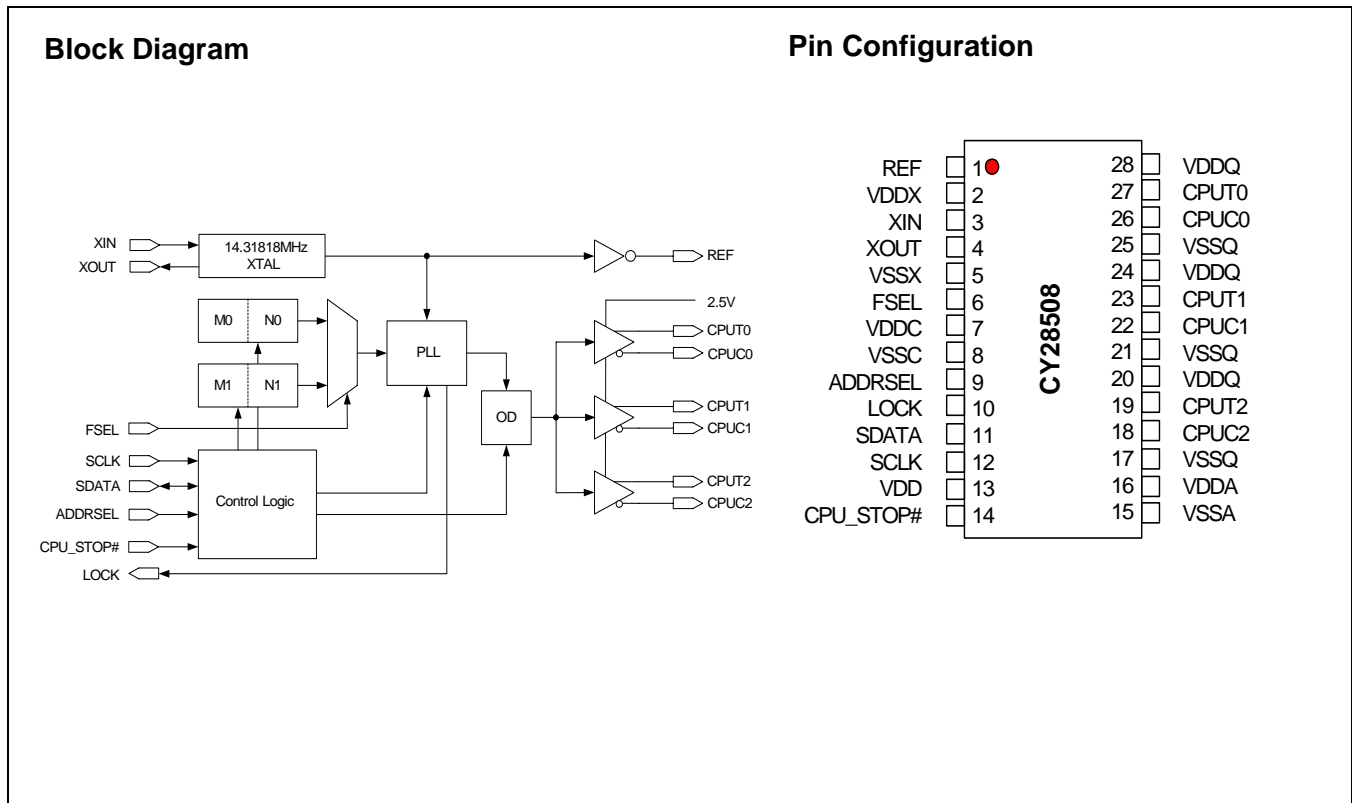 Block Diagram
Pin Configuration
XIN
XOUT
14.31818MHz
XTAL
REF
M0 N0
M1 N1
PLL
OD
2.5V
CPUT0
CPUC0
CPUT1
CPUC1
CPUT2
CPUC2
FSEL
SCLK
SDATA
ADDRSEL
CPU_STOP#
LOCK
Control Logic
REF 1 28 VDDQ
VDDX 2 27 CPUT0
XIN 3 26 CPUC0
XOUT 4 25 VSSQ
VSSX 5 24 VDDQ
FSEL 6 23 CPUT1
VDDC 7 22 CPUC1
VSSC 8 21 VSSQ
ADDRSEL 9 20 VDDQ
LOCK 10 19 CPUT2
SDATA 11 18 CPUC2
SCLK 12 17 VSSQ
VDD 13 16 VDDA
CPU_STOP# 14 15 VSSA
CY28508